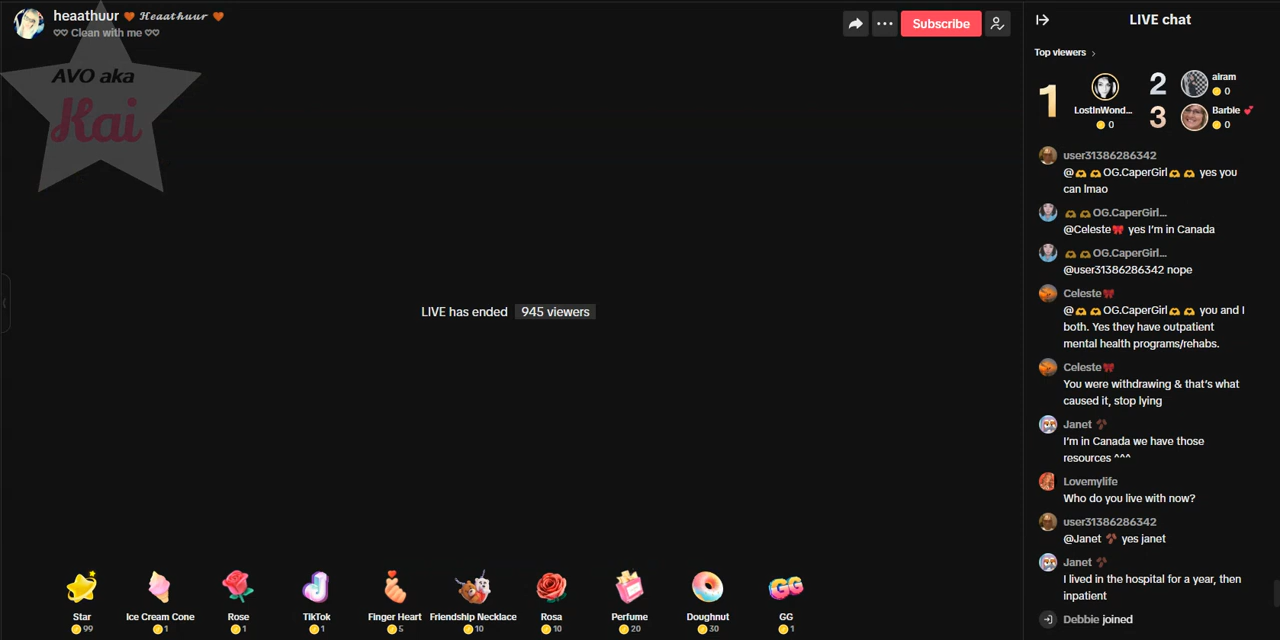 heaathuur 🧡 𝓗𝓮𝓪𝓪𝓽𝓱𝓾𝓾𝓻 🧡
♡♡ Clean with me ♡♡
AVO aka
Kai
Subscribe
LIVE chat
Top viewers >
1
LostInWond...
0
2
airam
0
3
Barbie 💕
0
user31386286342
@🫶🫶OG.CaperGirl🫶🫶 yes you
can lmao
🫶🫶OG.CaperGirl...
@Celeste🎀 yes I'm in Canada
🫶🫶OG.CaperGirl...
@user31386286342 nope
Celeste🎀
@🫶🫶OG.CaperGirl🫶🫶 you and I
both. Yes they have outpatient
mental health programs/rehabs.
Celeste🎀
You were withdrawing & that's what
caused it, stop lying
Janet
I'm in Canada we have those
resources ^^^
Lovemylife
Who do you live with now?
user31386286342
@Janet yes janet
Janet
I lived in the hospital for a year, then
inpatient
Debbie joined
LIVE has ended 945 viewers
Star
99
Ice Cream Cone
1
Rose
1
TikTok
1
Finger Heart
5
Friendship Necklace
10
Rosa
10
Perfume
20
Doughnut
30
GG
GG
1